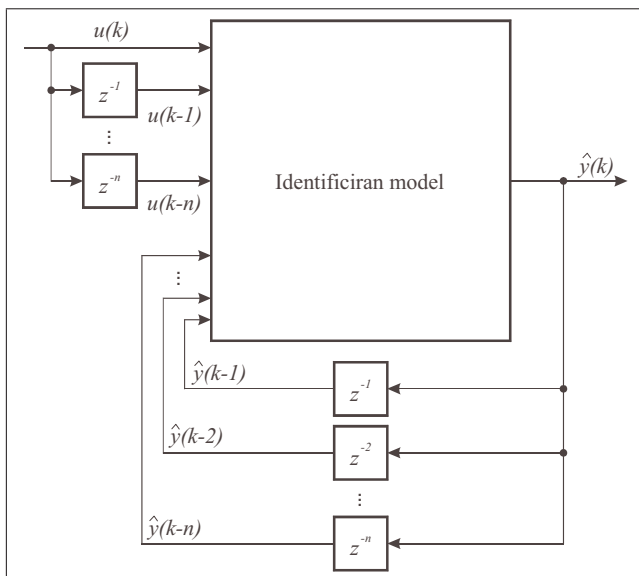 u(k)
z⁻¹
u(k-1)
⋮
z⁻ⁿ
u(k-n)
Identificiran model
ŷ(k)
⋮
ŷ(k-1)
z⁻¹
ŷ(k-2)
z⁻²
⋮
ŷ(k-n)
z⁻ⁿ